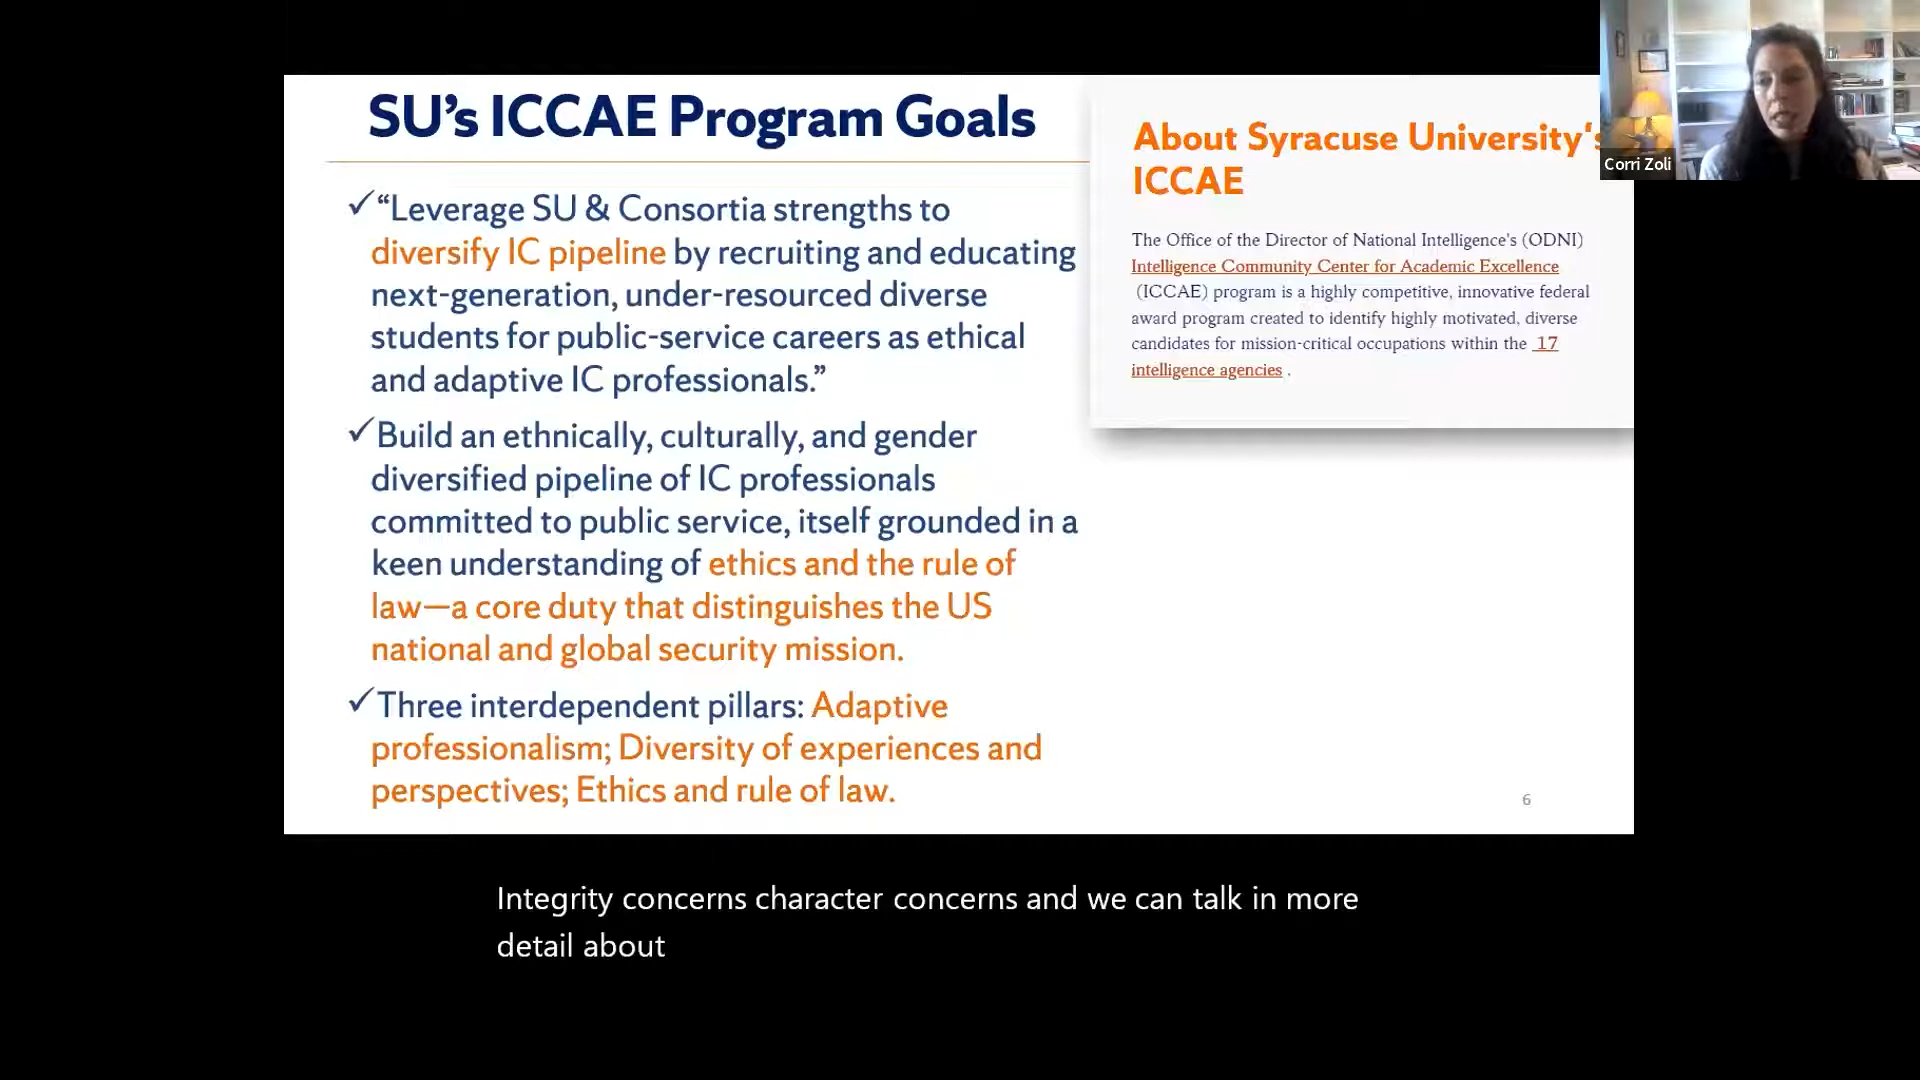 SU's ICCAE Program Goals
✓"Leverage SU & Consortia strengths to
diversify IC pipeline by recruiting and educating
next-generation, under-resourced diverse
students for public-service careers as ethical
and adaptive IC professionals."
✓Build an ethnically, culturally, and gender
diversified pipeline of IC professionals
committed to public service, itself grounded in a
keen understanding of ethics and the rule of
law—a core duty that distinguishes the US
national and global security mission.
✓Three interdependent pillars: Adaptive
professionalism; Diversity of experiences and
perspectives; Ethics and rule of law.
About Syracuse University's
ICCAE
The Office of the Director of National Intelligence's (ODNI)
Intelligence Community Center for Academic Excellence
(ICCAE) program is a highly competitive, innovative federal
award program created to identify highly motivated, diverse
candidates for mission-critical occupations within the 17
intelligence agencies .
6
Corri Zoli
Integrity concerns character concerns and we can talk in more
detail about